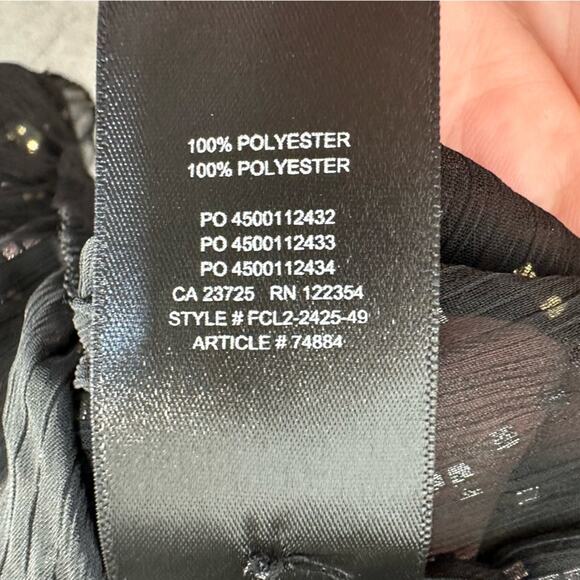 100% POLYESTER
100% POLYESTER
PO 4500112432
PO 4500112433
PO 4500112434
CA 23725 RN 122354
STYLE # FCL2-2425-49
ARTICLE # 74884